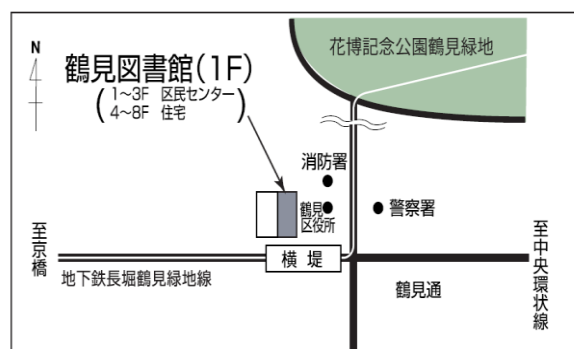 N
花博記念公園鶴見緑地
鶴見図書館(1F)
(1~3F 区民センター
4~8F 住宅)
消防署
鶴見
区役所
警察署
至京橋
至中央環状線
横堤
地下鉄長堀鶴見緑地線
鶴見通